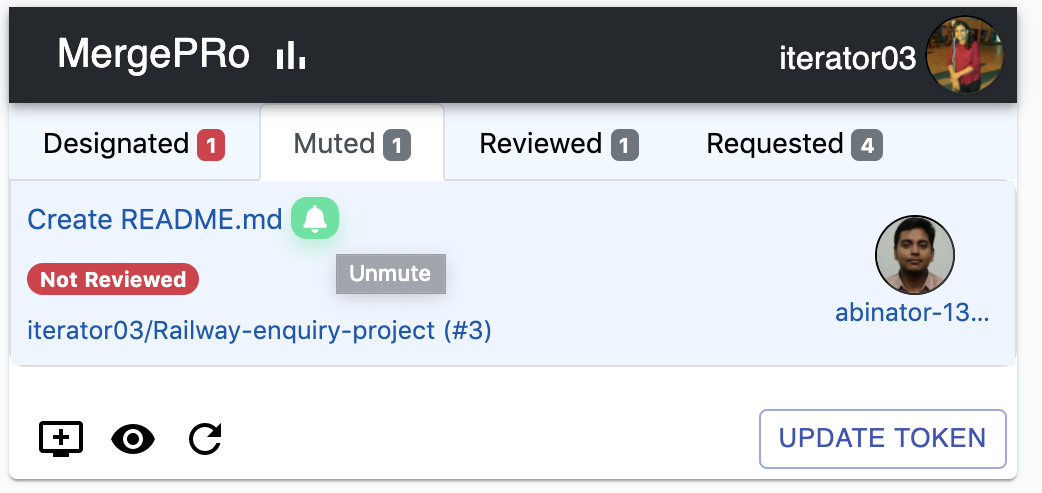 MergePRo
iterator03
Designated 1
Muted 1
Reviewed 1
Requested 4
Create README.md
Unmute
Not Reviewed
iterator03/Railway-enquiry-project (#3)
abinator-13...
UPDATE TOKEN